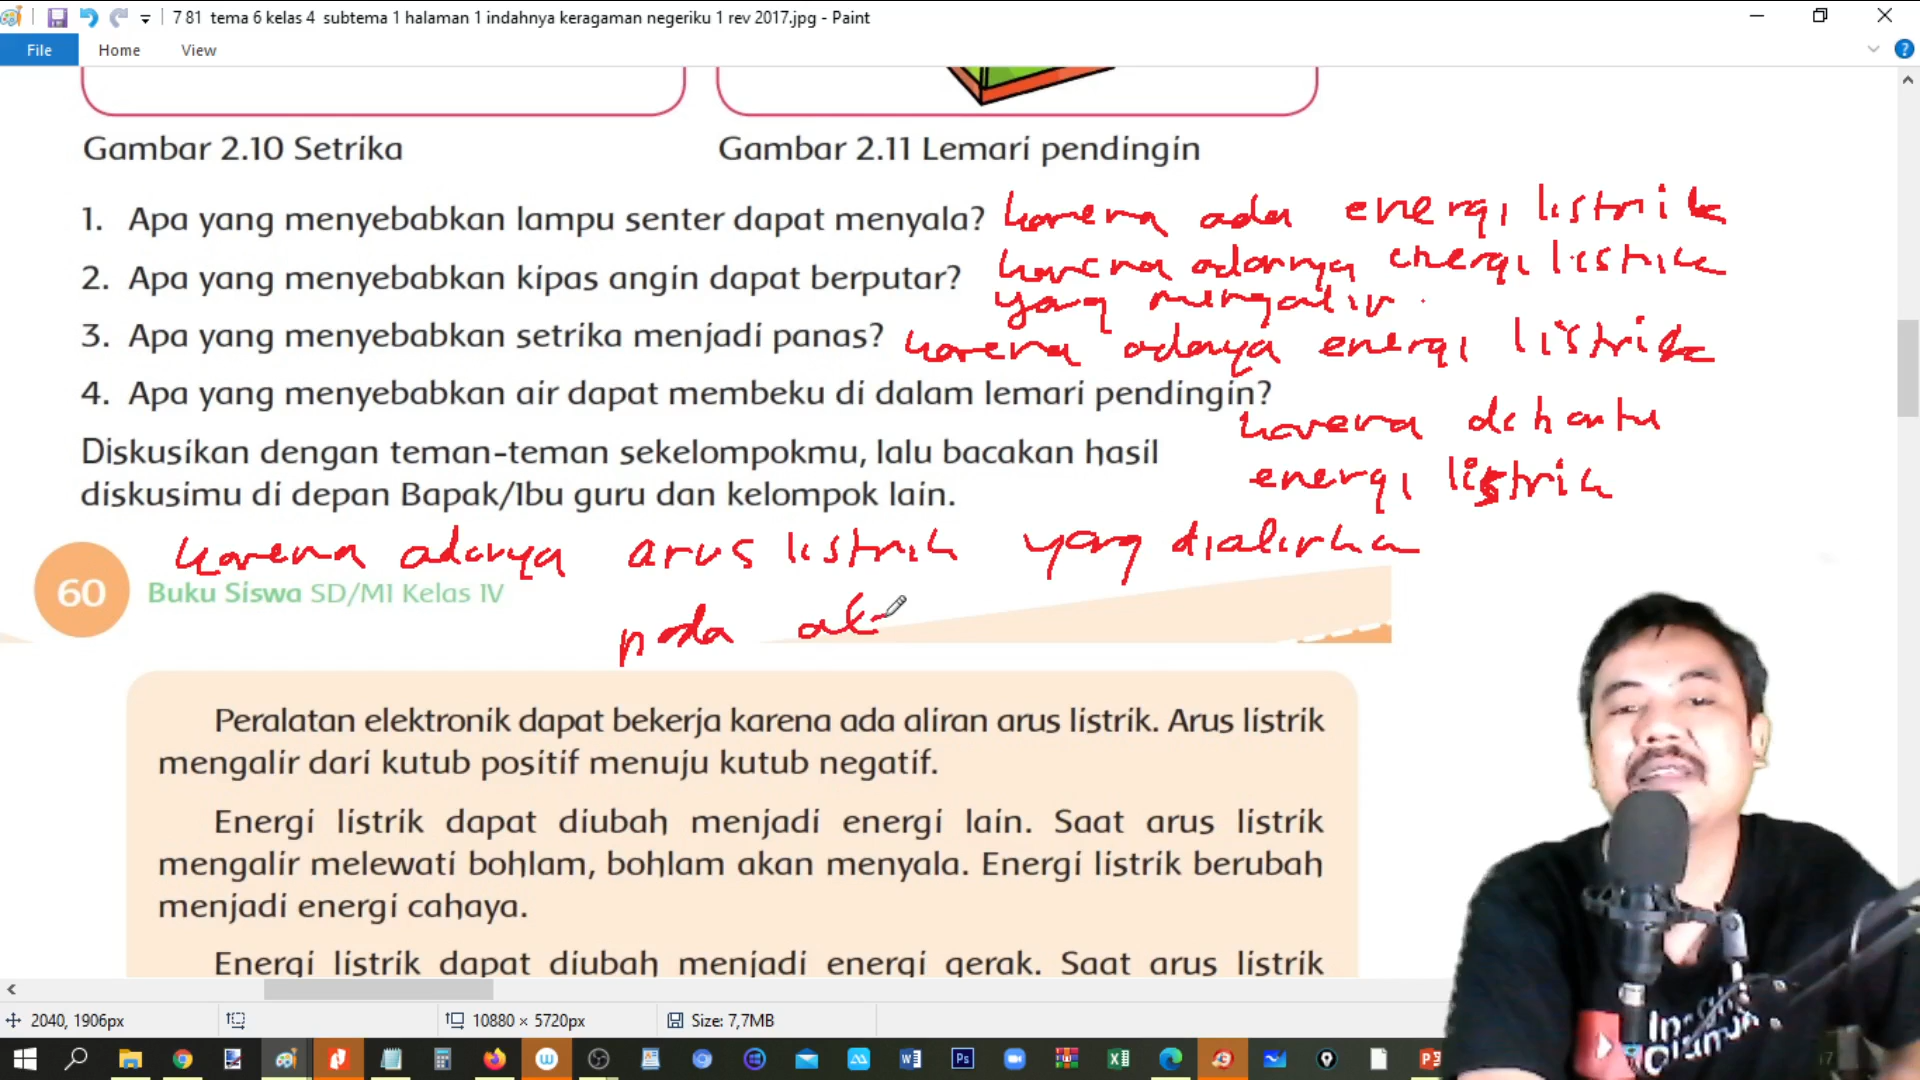 7 81 tema 6 kelas 4 subtema 1 halaman 1 indahnya keragaman negeriku 1 rev 2017.jpg - Paint
File Home View
Gambar 2.10 Setrika
Gambar 2.11 Lemari pendingin
1. Apa yang menyebabkan lampu senter dapat menyala? karena ada energi listrik
2. Apa yang menyebabkan kipas angin dapat berputar? karena adanya energi listrik
yang mengalir.
3. Apa yang menyebabkan setrika menjadi panas? karena adanya energi listrik
4. Apa yang menyebabkan air dapat membeku di dalam lemari pendingin?
karena
energi listrik
Diskusikan dengan teman-teman sekelompokmu, lalu bacakan hasil
diskusimu di depan Bapak/Ibu guru dan kelompok lain.
karena adanya arus listrik yang
pada
60 Buku Siswa SD/MI Kelas IV
Peralatan elektronik dapat bekerja karena ada aliran arus listrik. Arus listrik
mengalir dari kutub positif menuju kutub negatif.
Energi listrik dapat diubah menjadi energi lain. Saat arus listrik
mengalir melewati bohlam, bohlam akan menyala. Energi listrik berubah
menjadi energi cahaya.
Energi listrik dapat diubah menjadi energi gerak. Saat arus listrik
2040, 1906px
10880 × 5720px
Size: 7,7MB